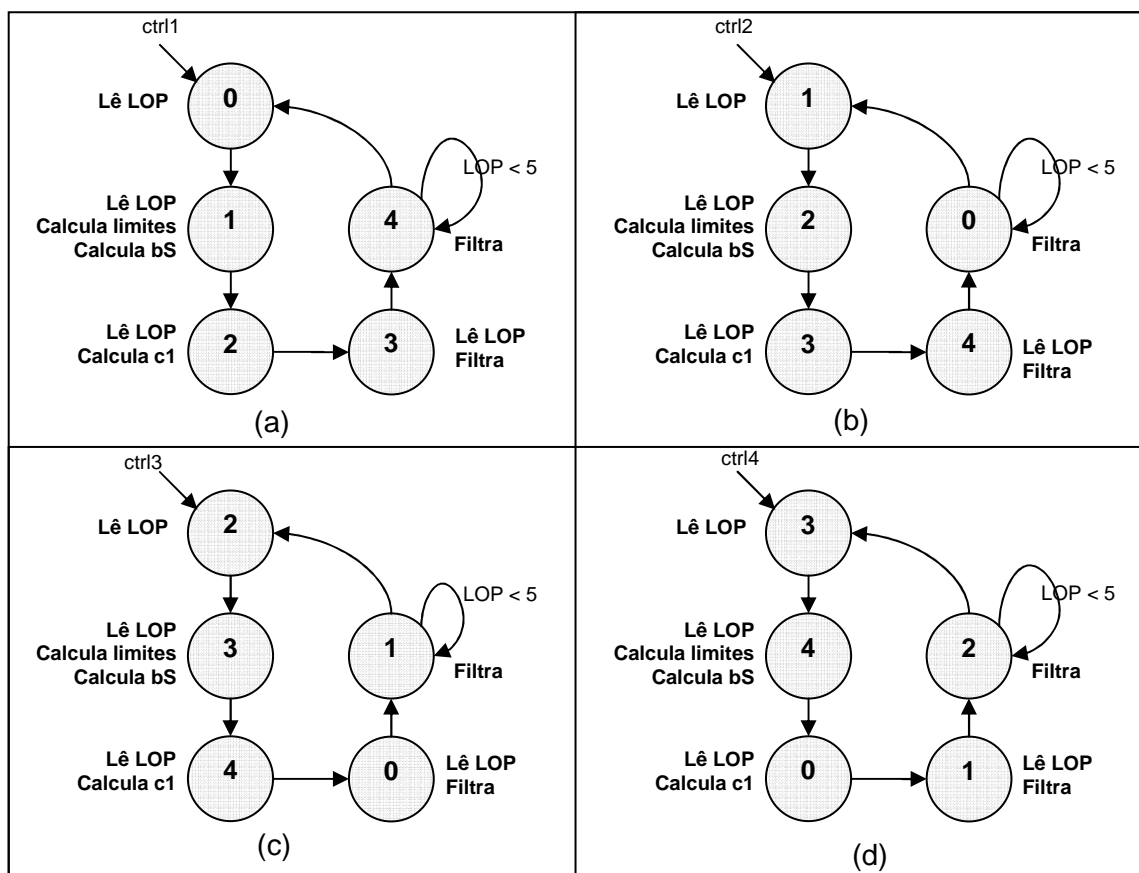 ctrl1
Lê LOP
0
Lê LOP
Calcula limites
Calcula bS
1
4
LOP < 5
Filtra
Lê LOP
Calcula c1
2
3
Lê LOP
Filtra
(a)
ctrl2
Lê LOP
1
Lê LOP
Calcula limites
Calcula bS
2
0
LOP < 5
Filtra
Lê LOP
Calcula c1
3
4
Lê LOP
Filtra
(b)
ctrl3
Lê LOP
2
Lê LOP
Calcula limites
Calcula bS
3
1
LOP < 5
Filtra
Lê LOP
Calcula c1
4
0
Lê LOP
Filtra
(c)
ctrl4
Lê LOP
3
Lê LOP
Calcula limites
Calcula bS
4
2
LOP < 5
Filtra
Lê LOP
Calcula c1
0
1
Lê LOP
Filtra
(d)